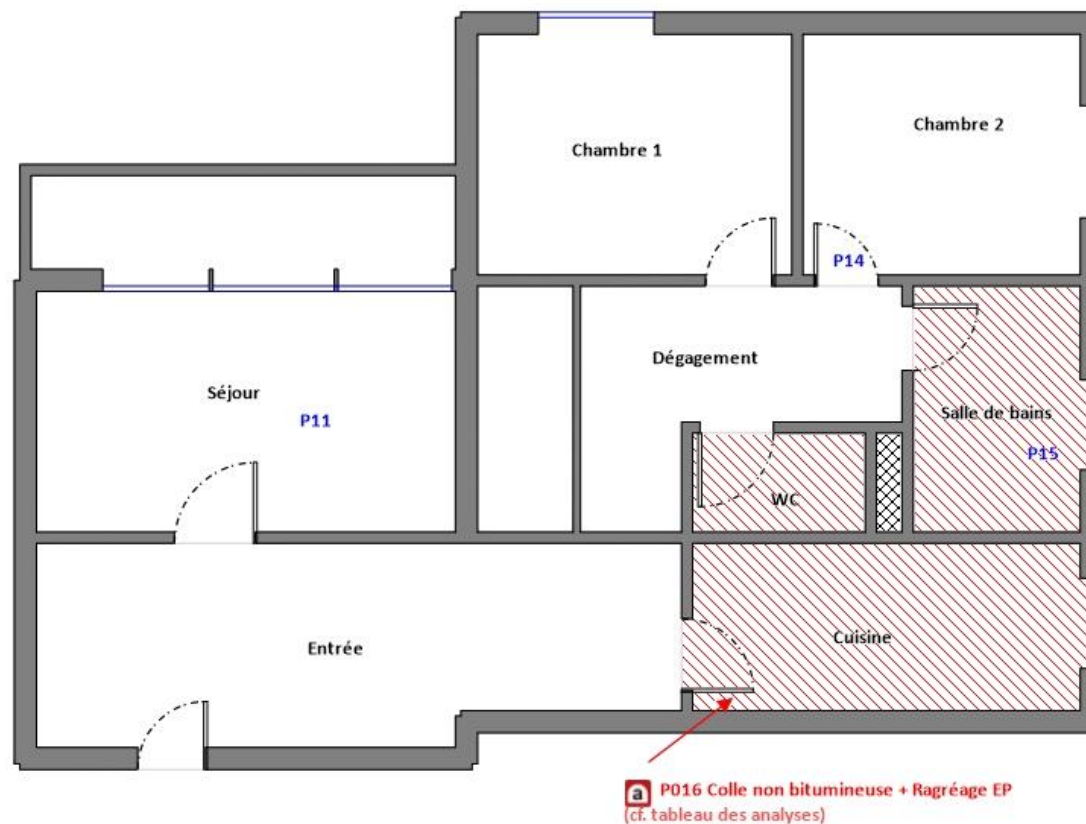 Chambre 1
Chambre 2
P14
Dégagement
Séjour
P11
Salle de bains
P15
WC
Entrée
Cuisine
a P016 Colle non bitumineuse + Ragréage EP
(cf. tableau des analyses)